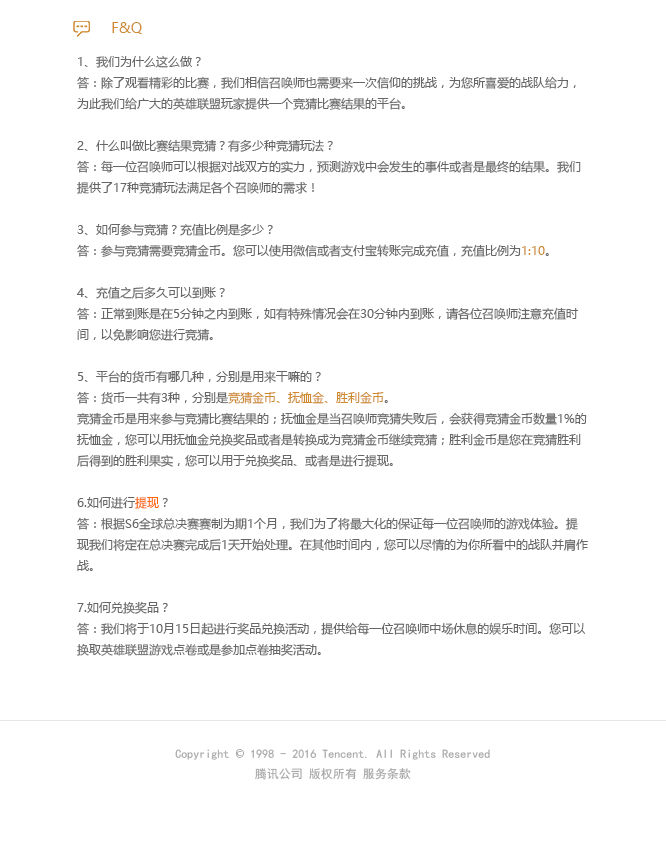 F&Q
1、我们为什么这么做？
答：除了观看精彩的比赛，我们相信召唤师也需要来一次信仰的挑战，为您所喜爱的战队给力，
为此我们给广大的英雄联盟玩家提供一个竞猜比赛结果的平台。
2、什么叫做比赛结果竞猜？有多少种竞猜玩法？
答：每一位召唤师可以根据对战双方的实力，预测游戏中会发生的事件或者是最终的结果。我们
提供了17种竞猜玩法满足各个召唤师的需求！
3、如何参与竞猜？充值比例是多少？
答：参与竞猜需要竞猜金币。您可以使用微信或者支付宝转账完成充值，充值比例为1:10。
4、充值之后多久可以到账？
答：正常到账是在5分钟之内到账，如有特殊情况会在30分钟内到账，请各位召唤师注意充值时
间，以免影响您进行竞猜。
5、平台的货币有哪几种，分别是用来干嘛的？
答：货币一共有3种，分别是竞猜金币、抚恤金、胜利金币。
竞猜金币是用来参与竞猜比赛结果的；抚恤金是当召唤师竞猜失败后，会获得竞猜金币数量1%的
抚恤金，您可以用抚恤金兑换奖品或者是转换成为竞猜金币继续竞猜；胜利金币是您在竞猜胜利
后得到的胜利果实，您可以用于兑换奖品、或者是进行提现。
6.如何进行提现？
答：根据S6全球总决赛赛制为期1个月，我们为了将最大化的保证每一位召唤师的游戏体验。提
现我们将定在总决赛完成后1天开始处理。在其他时间内，您可以尽情的为你所看中的战队并肩作
战。
7.如何兑换奖品？
答：我们将于10月15日起进行奖品兑换活动，提供给每一位召唤师中场休息的娱乐时间。您可以
换取英雄联盟游戏点卷或是参加点卷抽奖活动。
Copyright © 1998 - 2016 Tencent. All Rights Reserved
腾讯公司 版权所有 服务条款